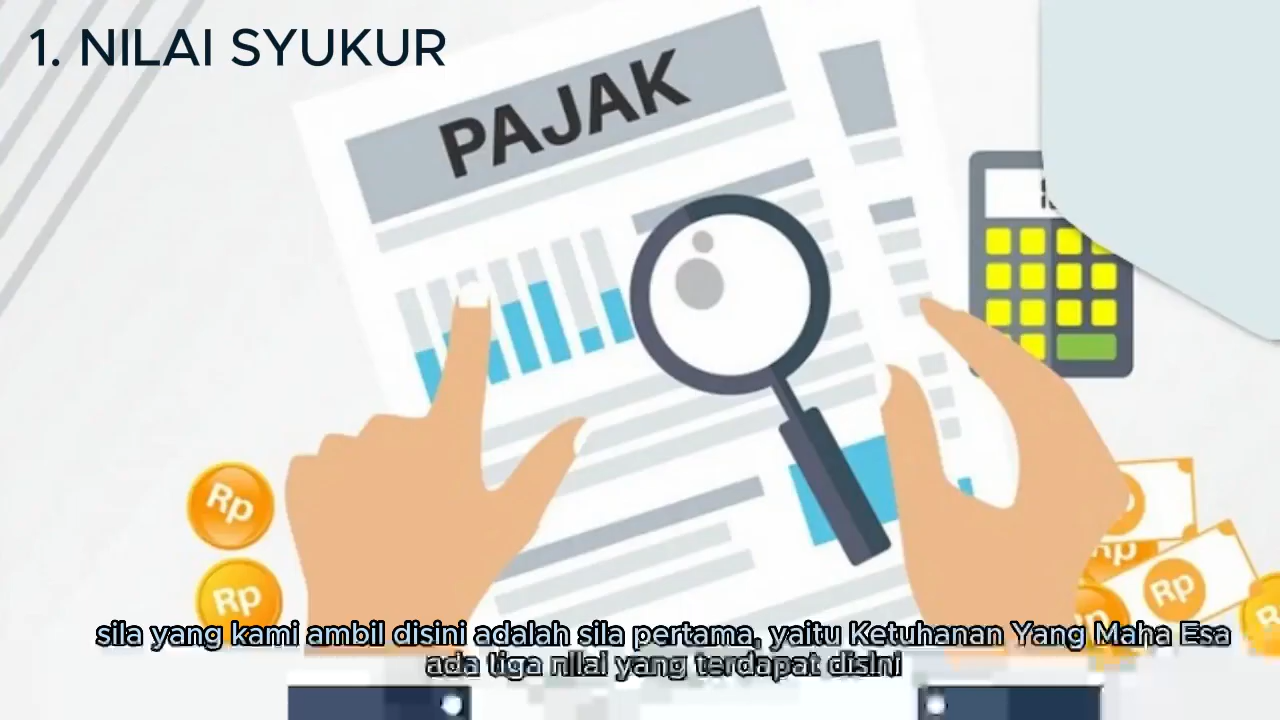 1. NILAI SYUKUR
PAJAK
Rp
Rp
Rp
Rp
sila yang kami ambil disini adalah sila pertama, yaitu Ketuhanan Yang Maha Esa
ada tiga nilai yang terdapat disini